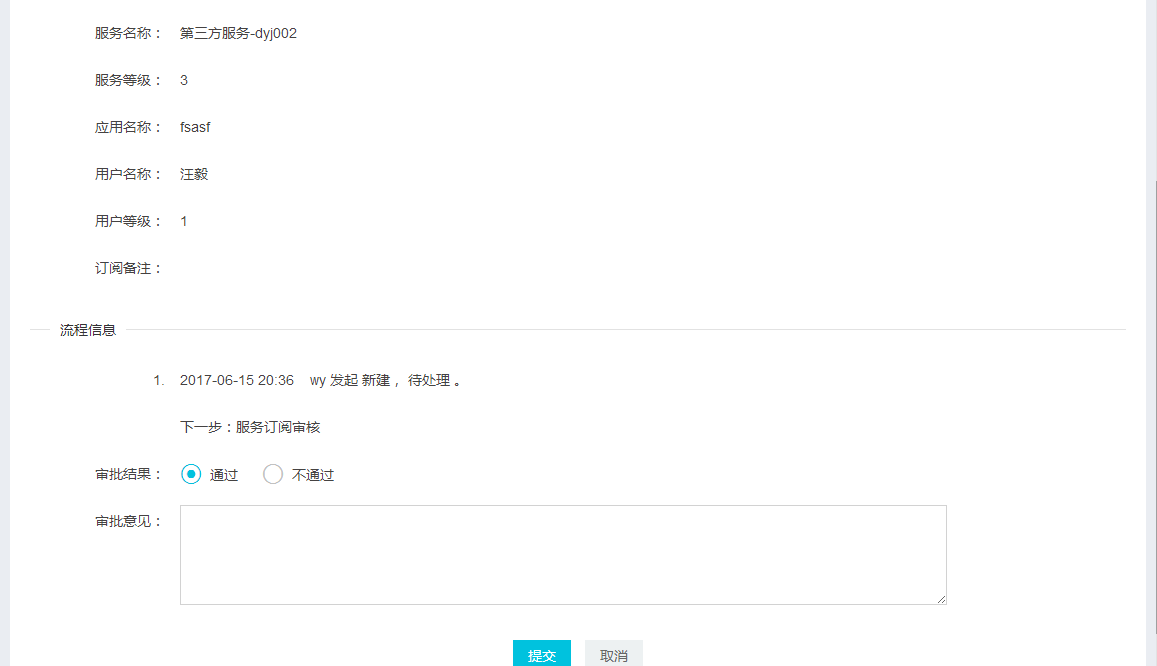 服务名称： 第三方服务-dyj002
服务等级： 3
应用名称： fsasf
用户名称： 汪毅
用户等级： 1
订阅备注：
流程信息
1. 2017-06-15 20:36 wy 发起 新建 ，待处理 。
下一步：服务订阅审核
审批结果： 通过 不通过
审批意见：
提交 取消